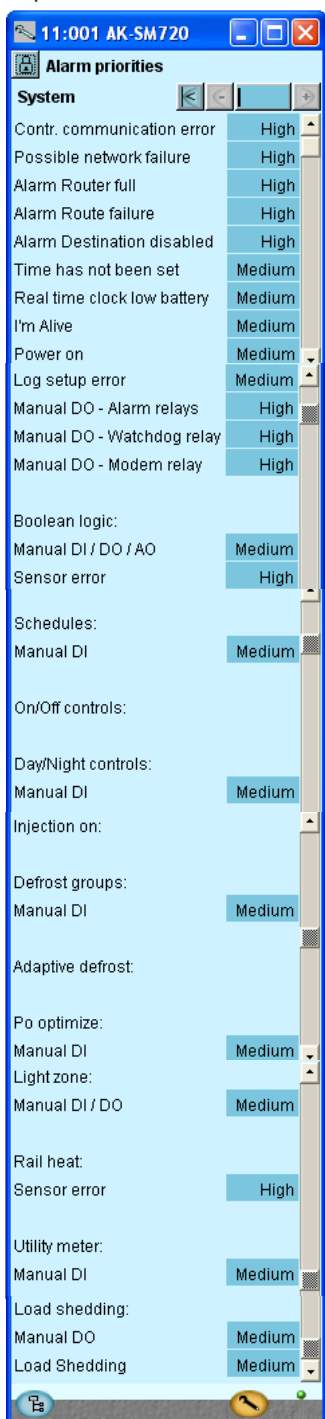 11:001 AK-SM720
Alarm priorities
System
Contr. communication error High
Possible network failure High
Alarm Router full High
Alarm Route failure High
Alarm Destination disabled High
Time has not been set Medium
Real time clock low battery Medium
I'm Alive Medium
Power on Medium
Log setup error Medium
Manual DO - Alarm relays High
Manual DO - Watchdog relay High
Manual DO - Modem relay High
Boolean logic:
Manual DI / DO / AO Medium
Sensor error High
Schedules:
Manual DI Medium
On/Off controls:
Day/Night controls:
Manual DI Medium
Injection on:
Defrost groups:
Manual DI Medium
Adaptive defrost:
Po optimize:
Manual DI Medium
Light zone:
Manual DI / DO Medium
Rail heat:
Sensor error High
Utility meter:
Manual DI Medium
Load shedding:
Manual DO Medium
Load Shedding Medium